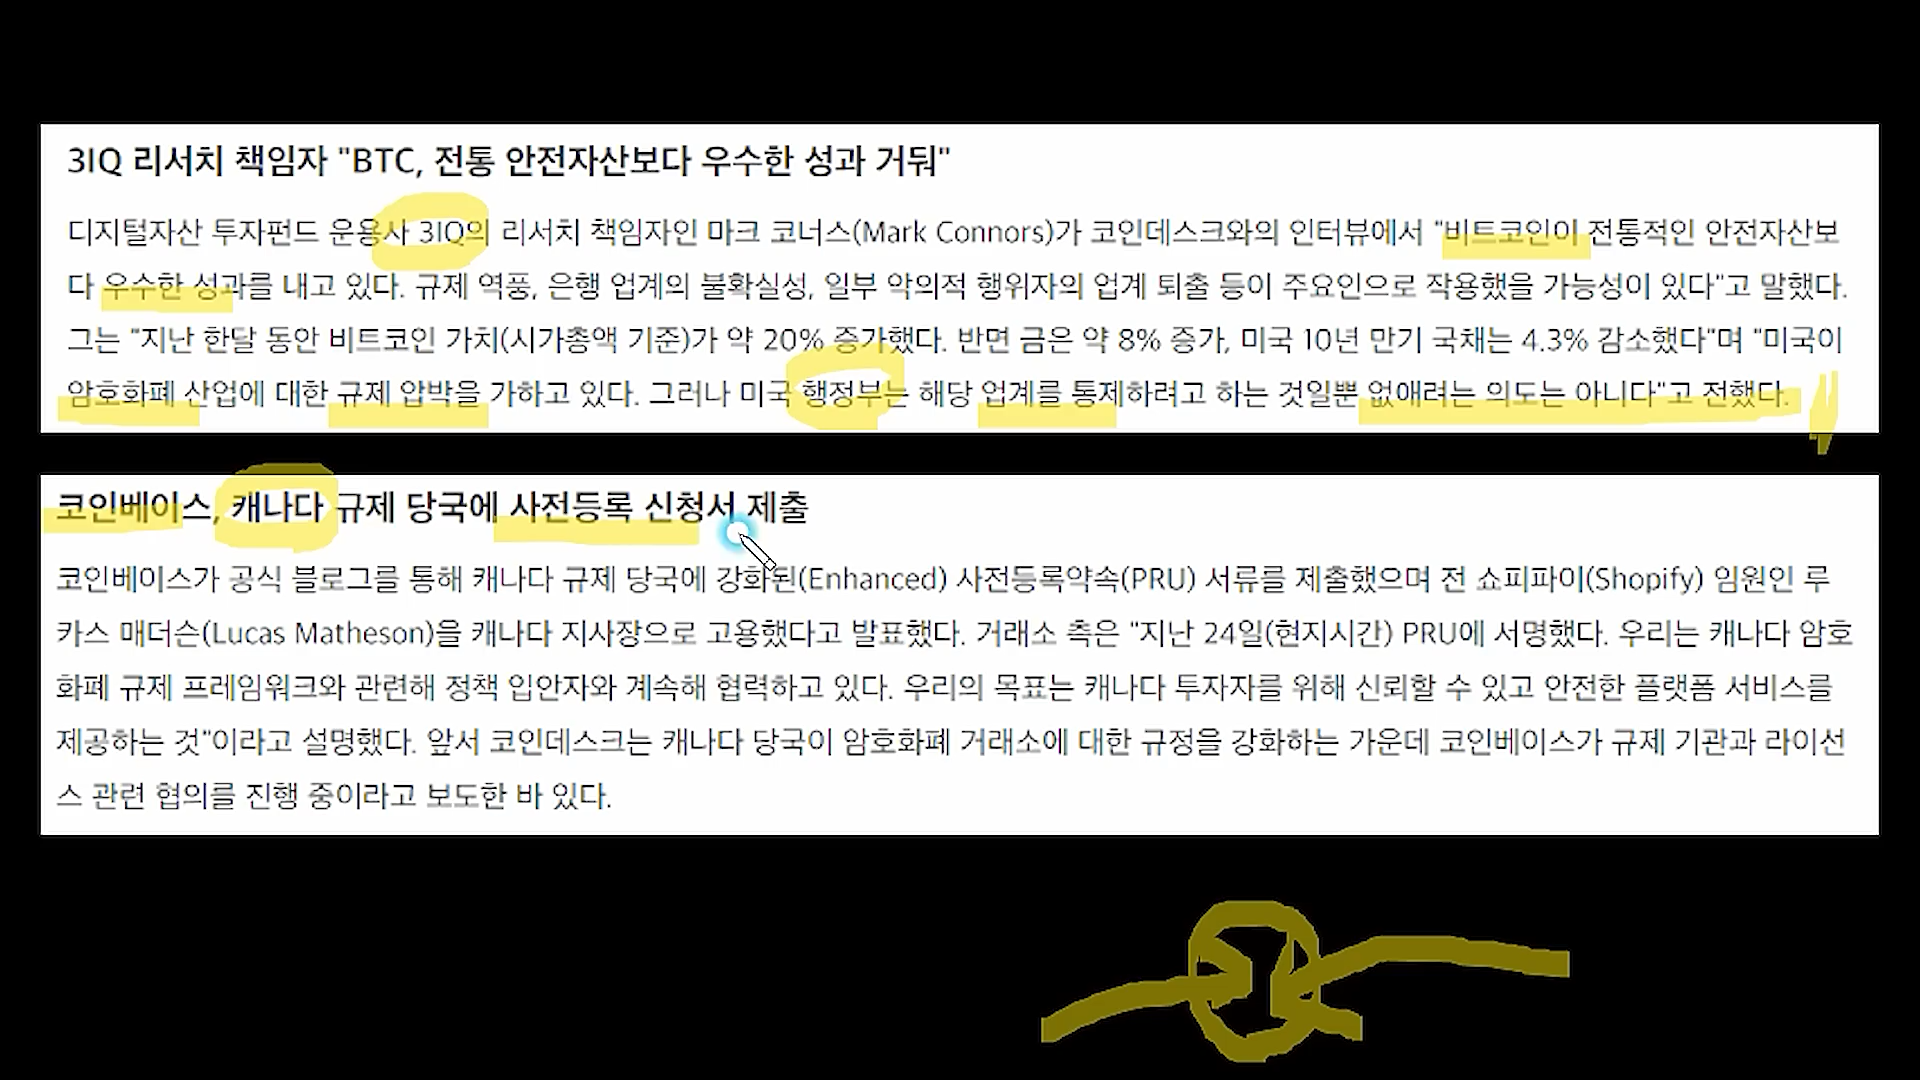 3IQ 리서치 책임자 "BTC, 전통 안전자산보다 우수한 성과 거둬"
디지털자산 투자펀드 운용사 3IQ의 리서치 책임자인 마크 코너스(Mark Connors)가 코인데스크와의 인터뷰에서 "비트코인이 전통적인 안전자산보
다 우수한 성과를 내고 있다. 규제 역풍, 은행 업계의 불확실성, 일부 악의적 행위자의 업계 퇴출 등이 주요인으로 작용했을 가능성이 있다"고 말했다.
그는 "지난 한달 동안 비트코인 가치(시가총액 기준)가 약 20% 증가했다. 반면 금은 약 8% 증가, 미국 10년 만기 국채는 4.3% 감소했다"며 "미국이
암호화폐 산업에 대한 규제 압박을 가하고 있다. 그러나 미국 행정부는 해당 업계를 통제하려고 하는 것일뿐 없애려는 의도는 아니다"고 전했다.
코인베이스, 캐나다 규제 당국에 사전등록 신청서 제출
코인베이스가 공식 블로그를 통해 캐나다 규제 당국에 강화된(Enhanced) 사전등록약속(PRU) 서류를 제출했으며 전 쇼피파이(Shopify) 임원인 루
카스 매더슨(Lucas Matheson)을 캐나다 지사장으로 고용했다고 발표했다. 거래소 측은 "지난 24일(현지시간) PRU에 서명했다. 우리는 캐나다 암호
화폐 규제 프레임워크와 관련해 정책 입안자와 계속해 협력하고 있다. 우리의 목표는 캐나다 투자자를 위해 신뢰할 수 있고 안전한 플랫폼 서비스를
제공하는 것"이라고 설명했다. 앞서 코인데스크는 캐나다 당국이 암호화폐 거래소에 대한 규정을 강화하는 가운데 코인베이스가 규제 기관과 라이선
스 관련 협의를 진행 중이라고 보도한 바 있다.